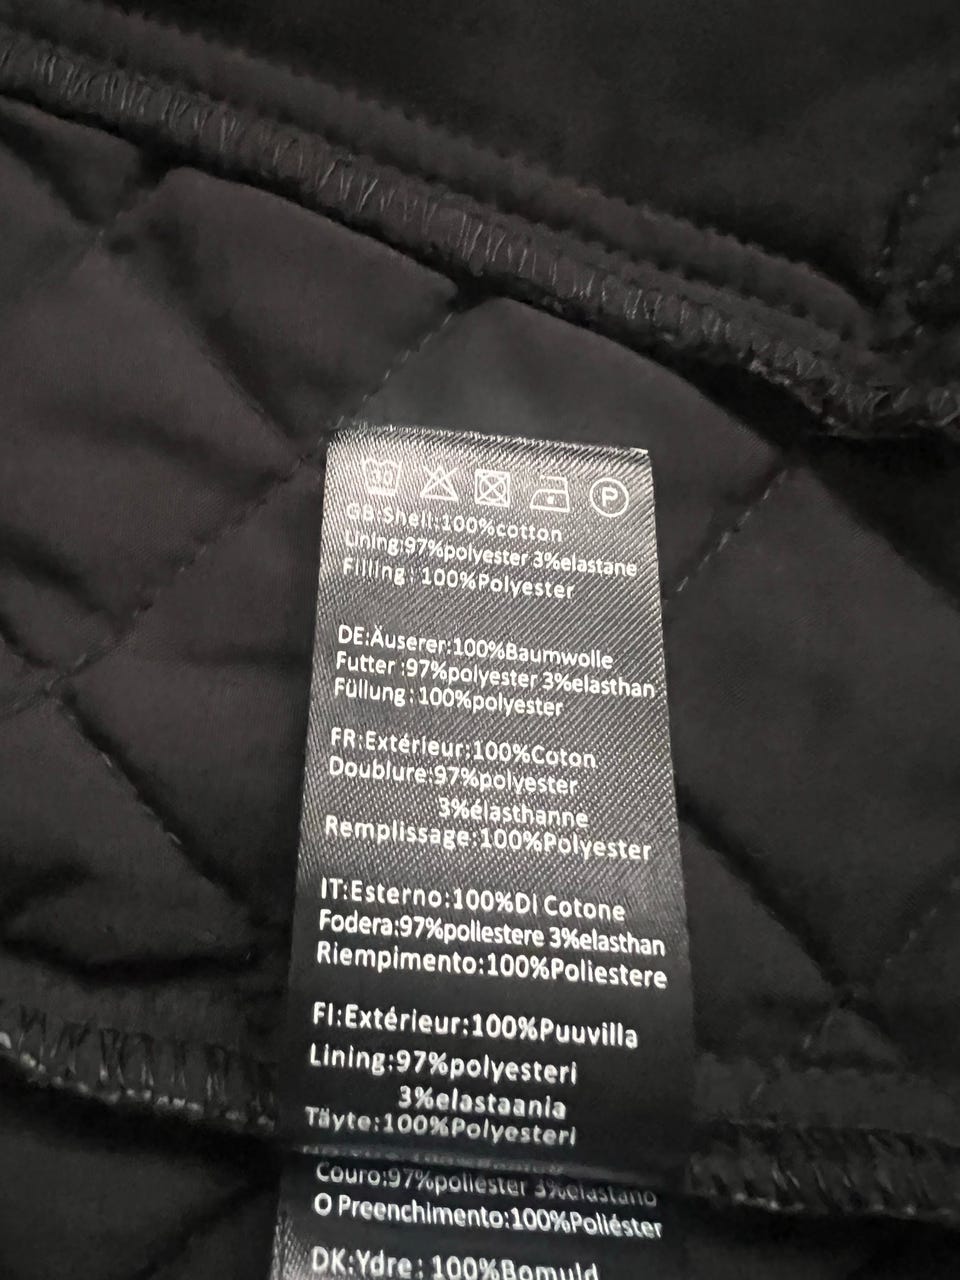 30
P
GB:Shell:100%cotton
Lining:97%polyester 3%elastane
Filling: 100%Polyester
DE:Äuserer:100%Baumwolle
Futter :97%polyester 3%elasthan
Füllung: 100%polyester
FR:Extérieur:100%Coton
Doublure:97%polyester
3%élasthanne
Remplissage:100%Polyester
IT:Esterno:100%Di Cotone
Fodera:97%poliestere 3%elasthan
Riempimento:100%Poliestere
FI:Extérieur:100%Puuvilla
Lining:97%polyesteri
3%elastaania
Täyte:100%Polyesteri
Couro:97%poliéster 3%elastano
O Preenchimento:100%Poliéster
DK:Ydre: 100%Bomuld